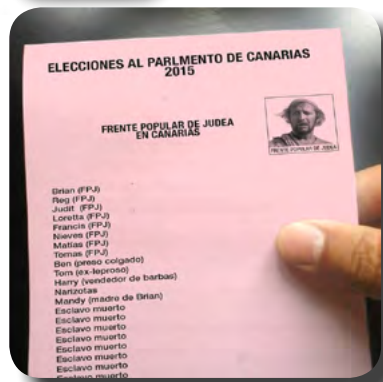 ELECCIONES AL PARLMENTO DE CANARIAS
2015
FRENTE POPULAR DE JUDEA
EN CANARIAS
FRENTE POPULAR DE JUDEA
Brian (FPJ)
Reg (FPJ)
Judit (FPJ)
Loretta (FPJ)
Francis (FPJ)
Nieves (FPJ)
Matias (FPJ)
Tomas (FPJ)
Ben (preso colgado)
Tom (ex-leproso)
Harry (vendedor de barbas)
Narizotas
Mandy (madre de Brian)
Esclavo muerto
Esclavo muerto
Esclavo muerto
Esclavo muerto
Esclavo muerto
Esclavo muerto
Esclavo muerto